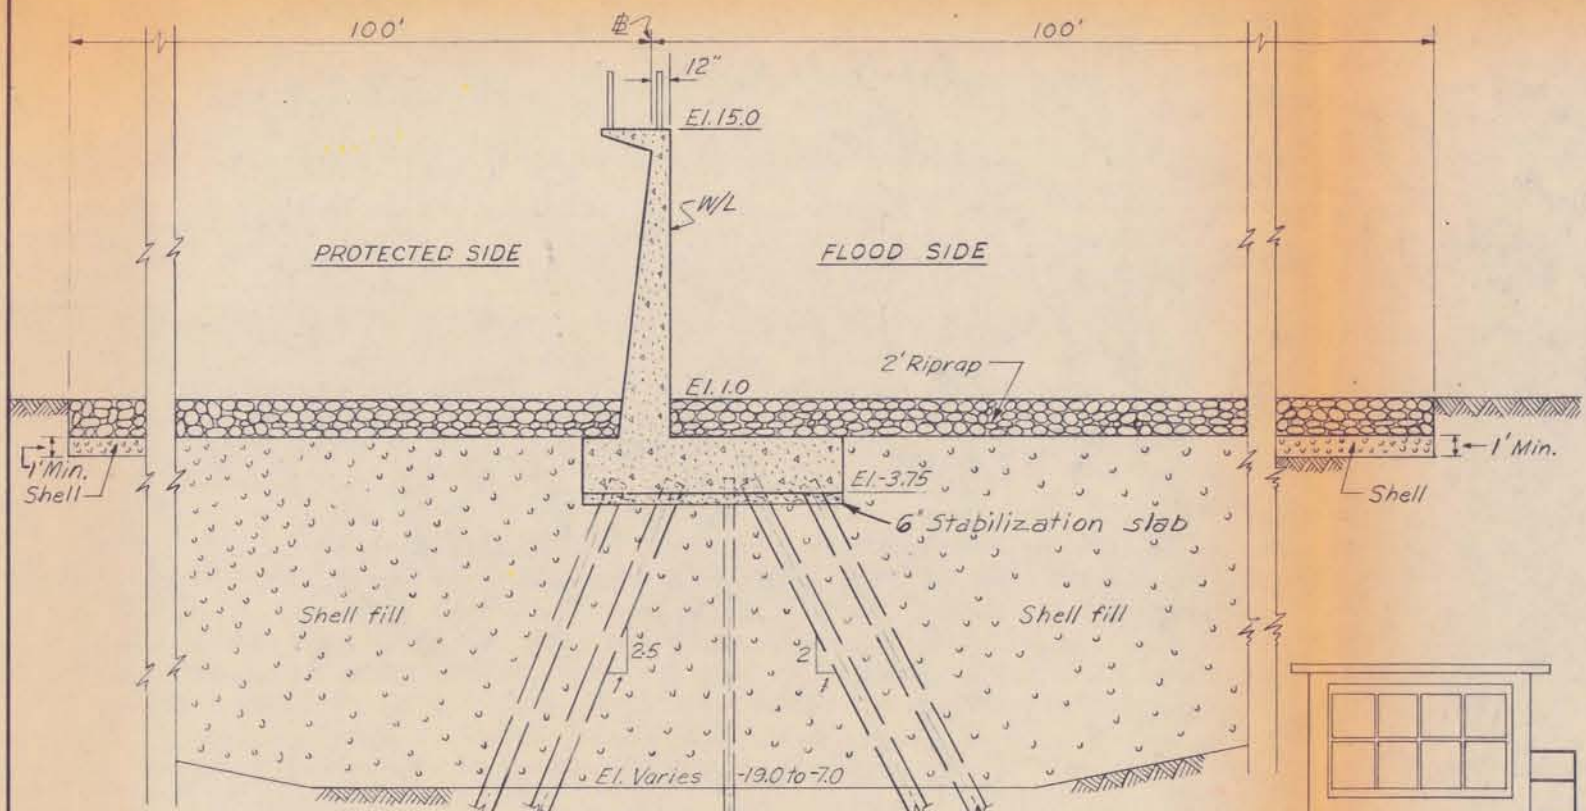 100'
℄
100'
12"
El. 15.0
W/L
PROTECTED SIDE
FLOOD SIDE
2' Riprap
El. 1.0
1' Min.
Shell
El. -3.75
1' Min.
Shell
6" Stabilization slab
Shell fill
Shell fill
2.5
1
2
1
El. Varies -19.0 to -7.0